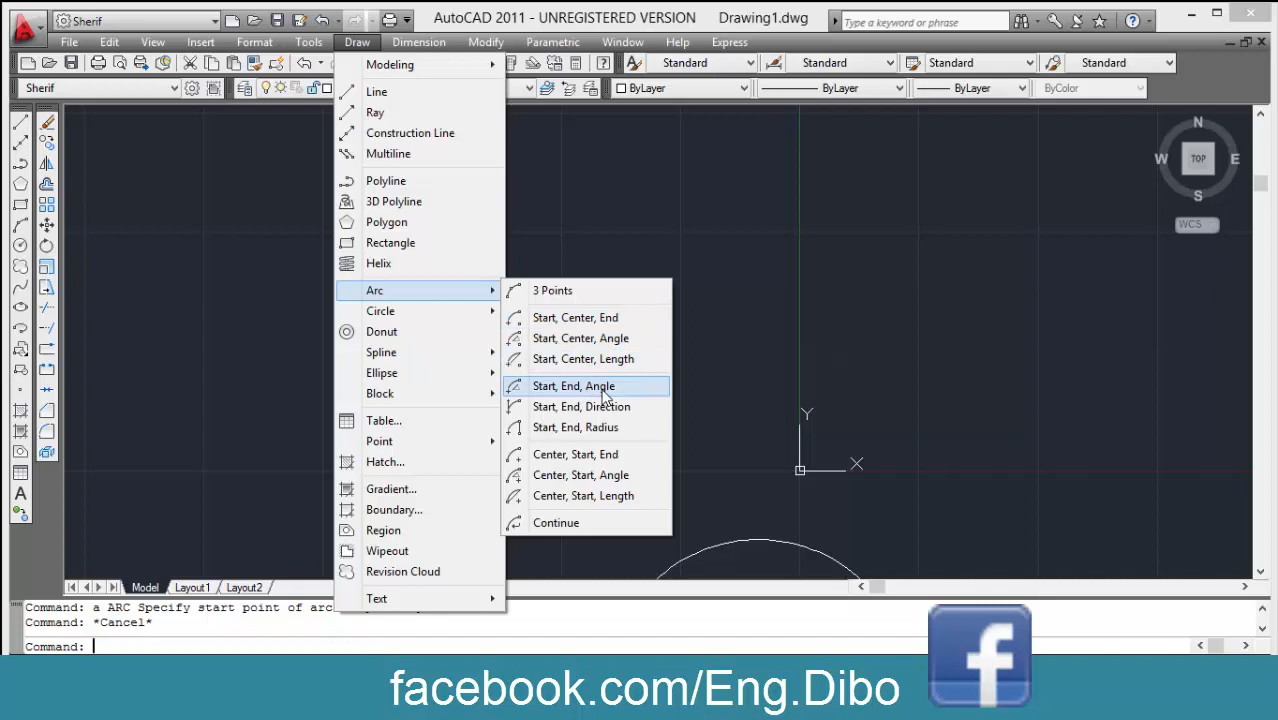 Sherif
AutoCAD 2011 - UNREGISTERED VERSION Drawing1.dwg
Type a keyword or phrase
File Edit View Insert Format Tools Draw Dimension Modify Parametric Window Help Express
Standard Standard Standard Standard
Sherif
ByLayer ByLayer ByLayer ByColor
Modeling
Line
Ray
Construction Line
Multiline
Polyline
3D Polyline
Polygon
Rectangle
Helix
Arc
Circle
Donut
Spline
Ellipse
Block
Table...
Point
Hatch...
Gradient...
Boundary...
Region
Wipeout
Revision Cloud
Text
3 Points
Start, Center, End
Start, Center, Angle
Start, Center, Length
Start, End, Angle
Start, End, Direction
Start, End, Radius
Center, Start, End
Center, Start, Angle
Center, Start, Length
Continue
N
W TOP E
S
WCS
Y
X
A
Model Layout1 Layout2
Command: a ARC Specify start point of arc
Command: *Cancel*
Command:
f
facebook.com/Eng.Dibo